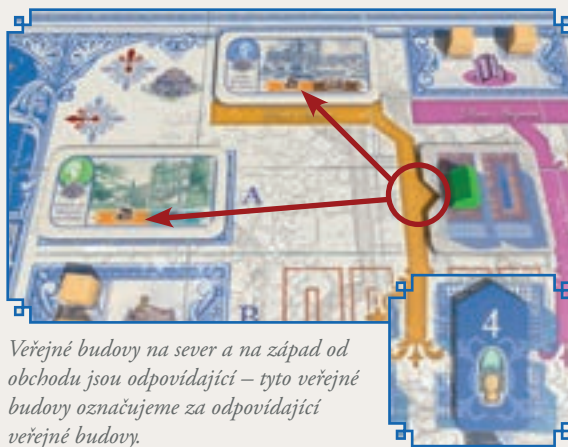 A
B
4
Veřejné budovy na sever a na západ od
obchodu jsou odpovídající – tyto veřejné
budovy označujeme za odpovídající
veřejné budovy.